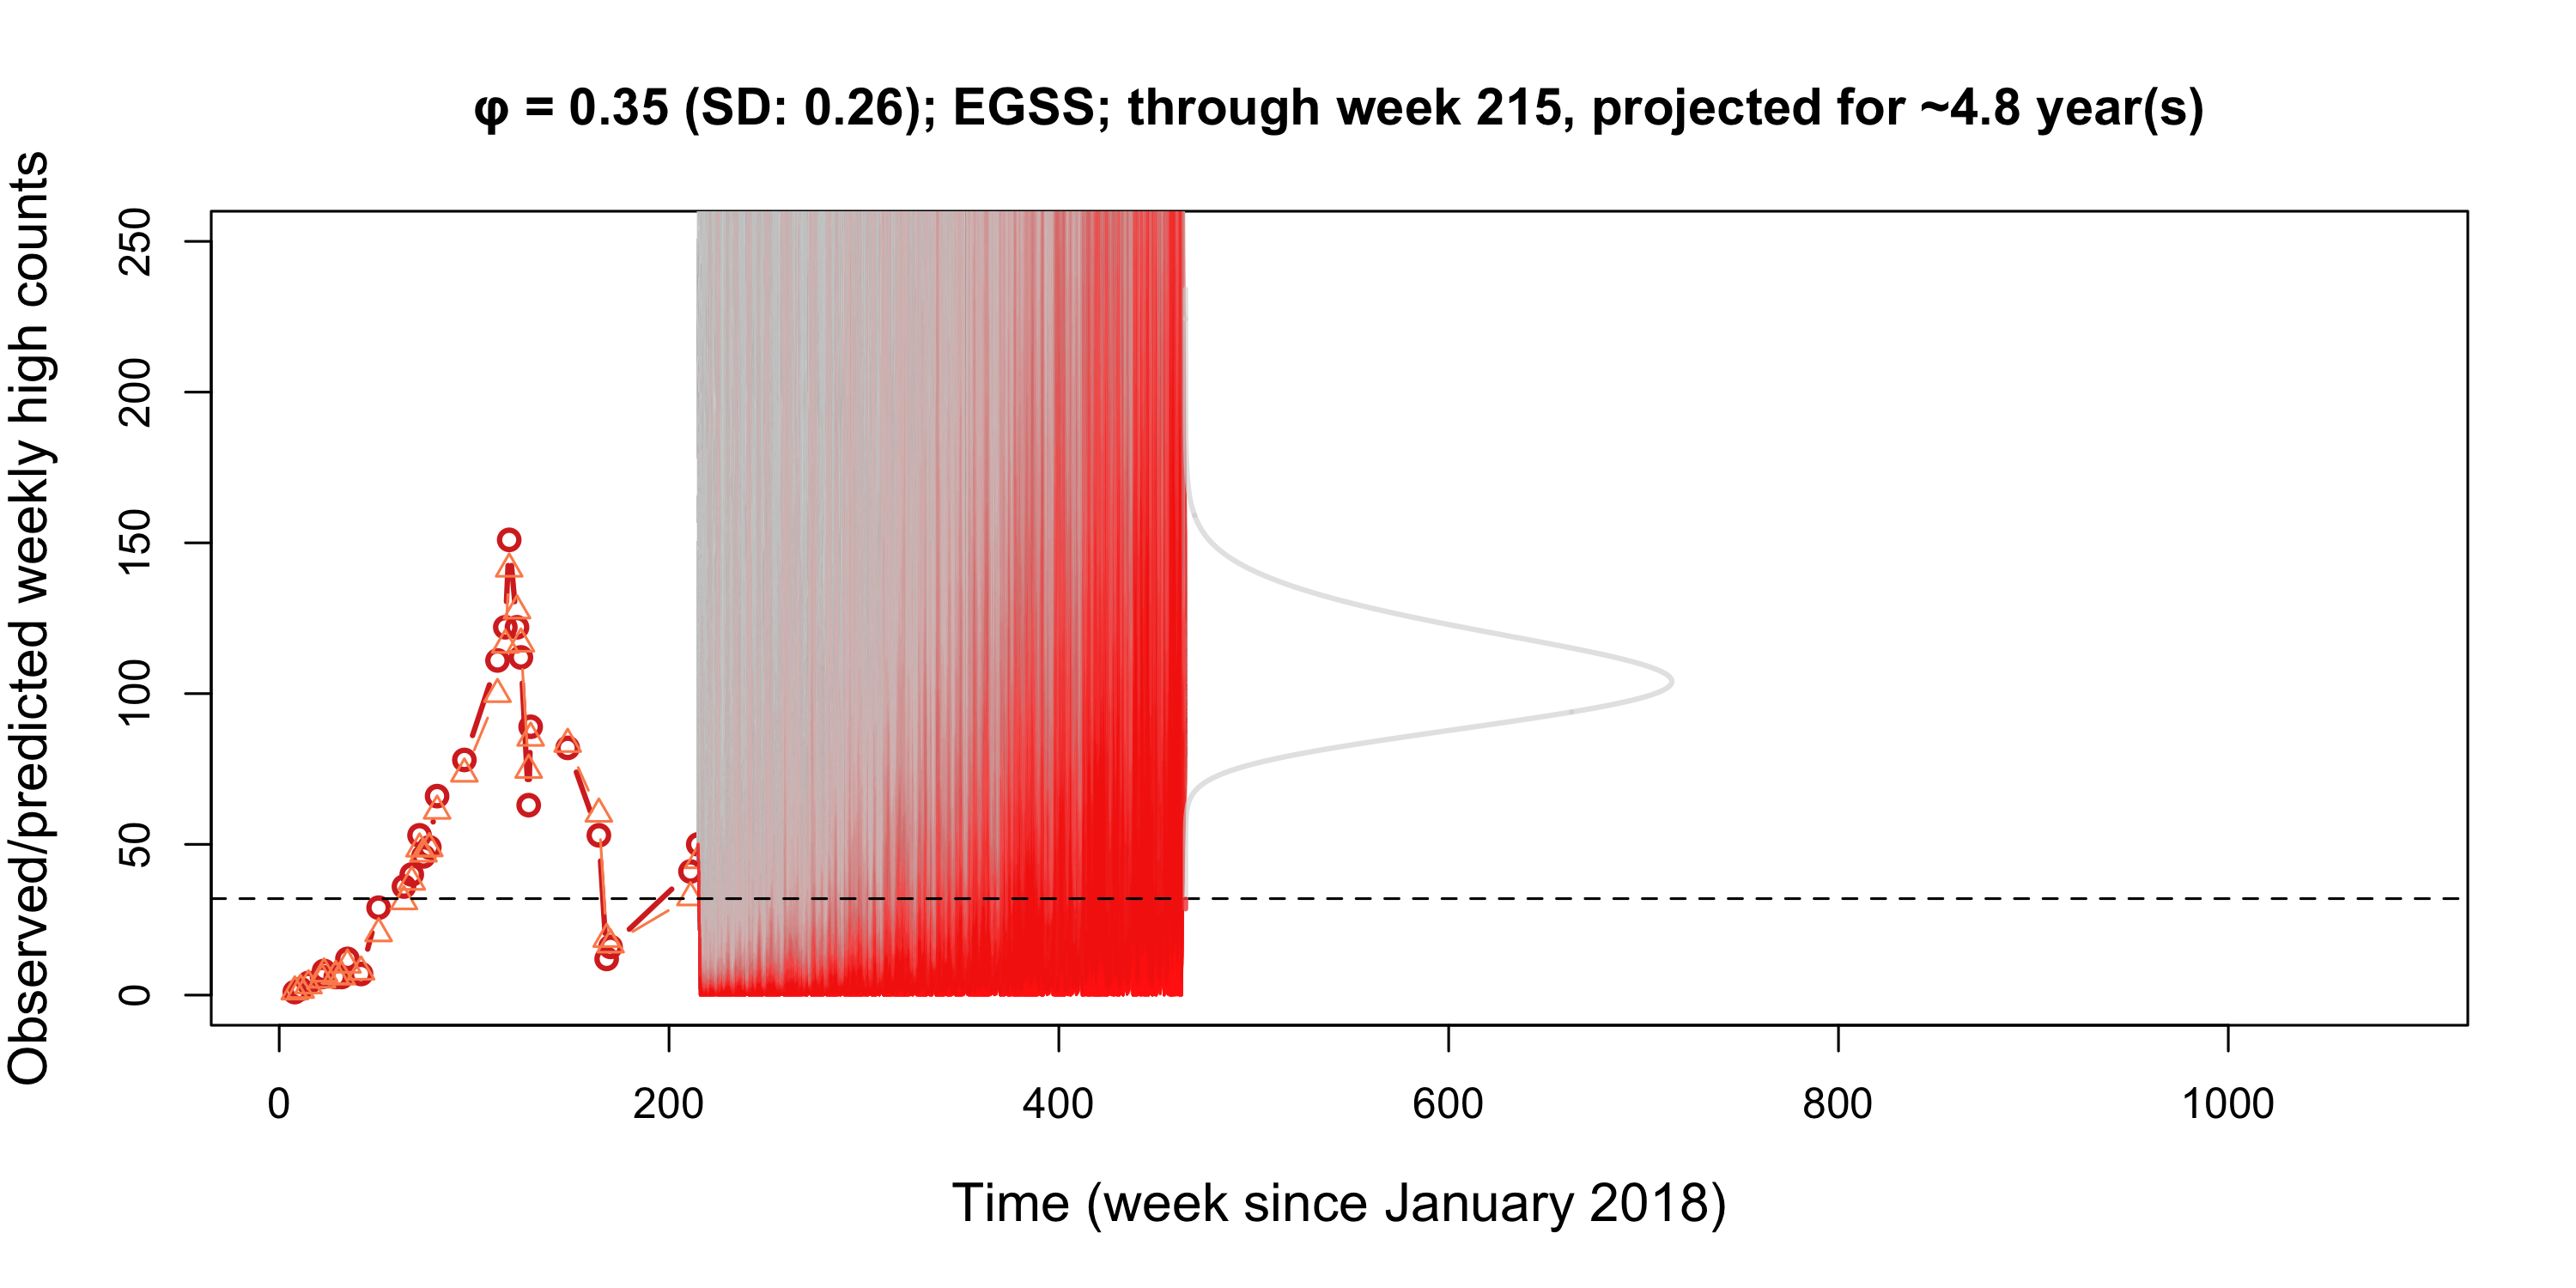 φ = 0.35 (SD: 0.26); EGSS; through week 215, projected for ~4.8 year(s)
Observed/predicted weekly high counts
250
200
150
100
50
0
0 200 400 600 800 1000
Time (week since January 2018)